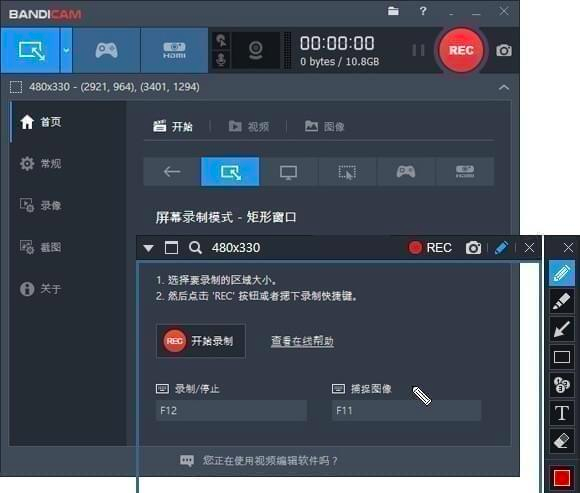 BANDICAM
?
HDMI
00:00:00
0 bytes / 10.8GB
REC
480x330 - (2921, 964), (3401, 1294)
首页
常规
录像
截图
关于
开始
视频
图像
HDMI
屏幕录制模式 - 矩形窗口
480x330
REC
1. 选择要录制的区域大小。
2. 然后点击 'REC' 按钮或者摁下录制快捷键。
REC
开始录制
查看在线帮助
录制/停止
捕捉图像
F12
F11
您正在使用视频编辑软件吗？
T